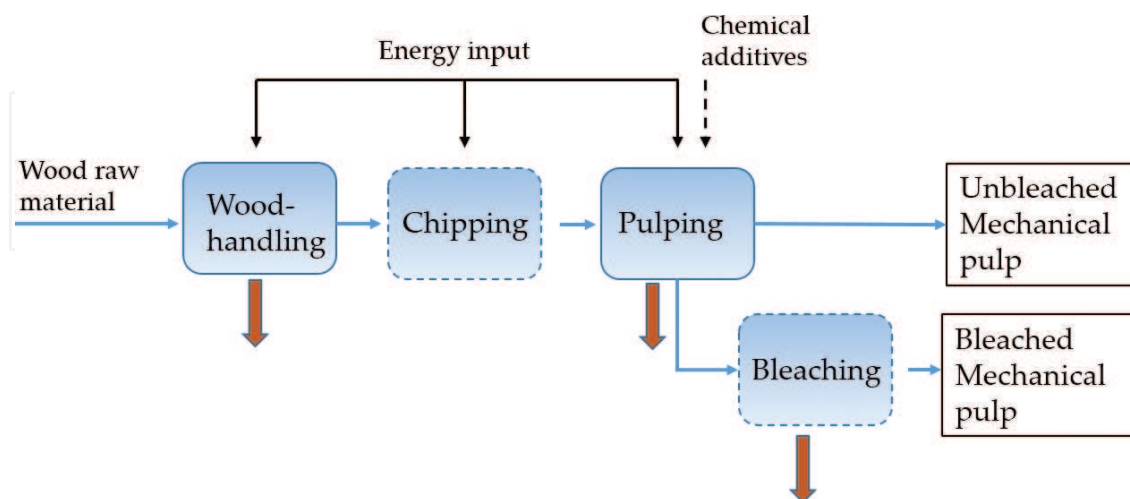 Energy input
Chemical
additives
Wood raw
material
Wood-
handling
Chipping
Pulping
Unbleached
Mechanical
pulp
Bleaching
Bleached
Mechanical
pulp